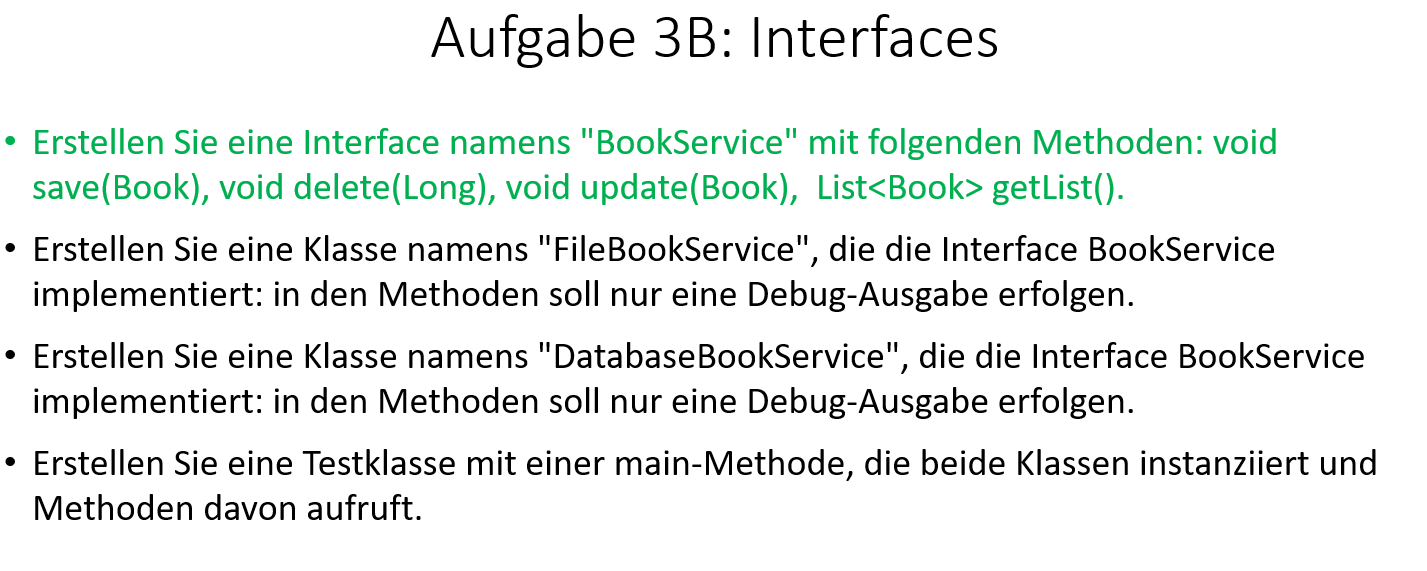 Aufgabe 3B: Interfaces
• Erstellen Sie eine Interface namens "BookService" mit folgenden Methoden: void
save(Book), void delete(Long), void update(Book),  List<Book> getList().
• Erstellen Sie eine Klasse namens "FileBookService", die die Interface BookService
implementiert: in den Methoden soll nur eine Debug-Ausgabe erfolgen.
• Erstellen Sie eine Klasse namens "DatabaseBookService", die die Interface BookService
implementiert: in den Methoden soll nur eine Debug-Ausgabe erfolgen.
• Erstellen Sie eine Testklasse mit einer main-Methode, die beide Klassen instanziiert und
Methoden davon aufruft.